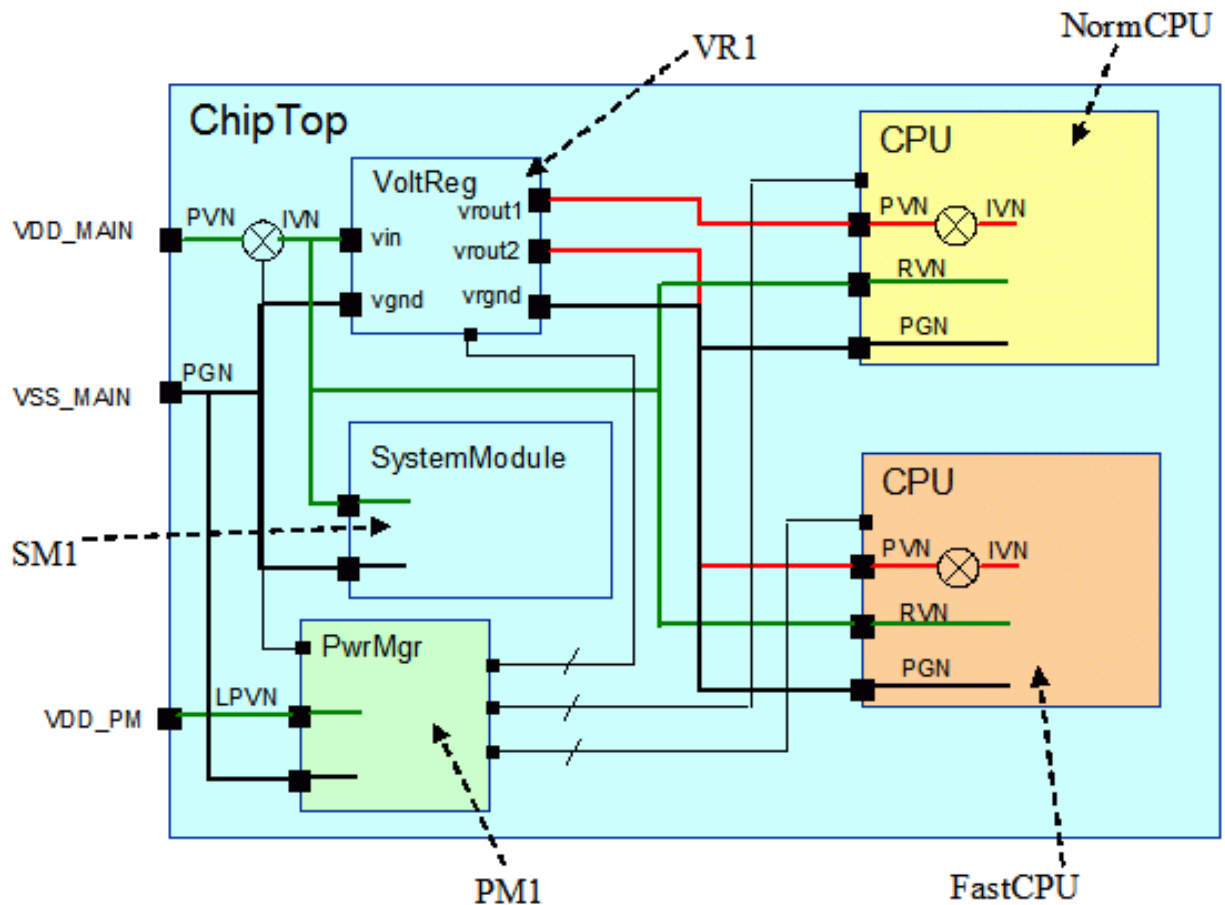 NormCPU
VR1
ChipTop
CPU
VoltReg
vrout1
PVN
IVN
PVN
IVN
VDD_MAIN
vin
vrout2
RVN
vgnd
vrgnd
PGN
PGN
VSS_MAIN
SystemModule
CPU
SM1
PVN
IVN
RVN
PwrMgr
PGN
LPVN
VDD_PM
PM1
FastCPU